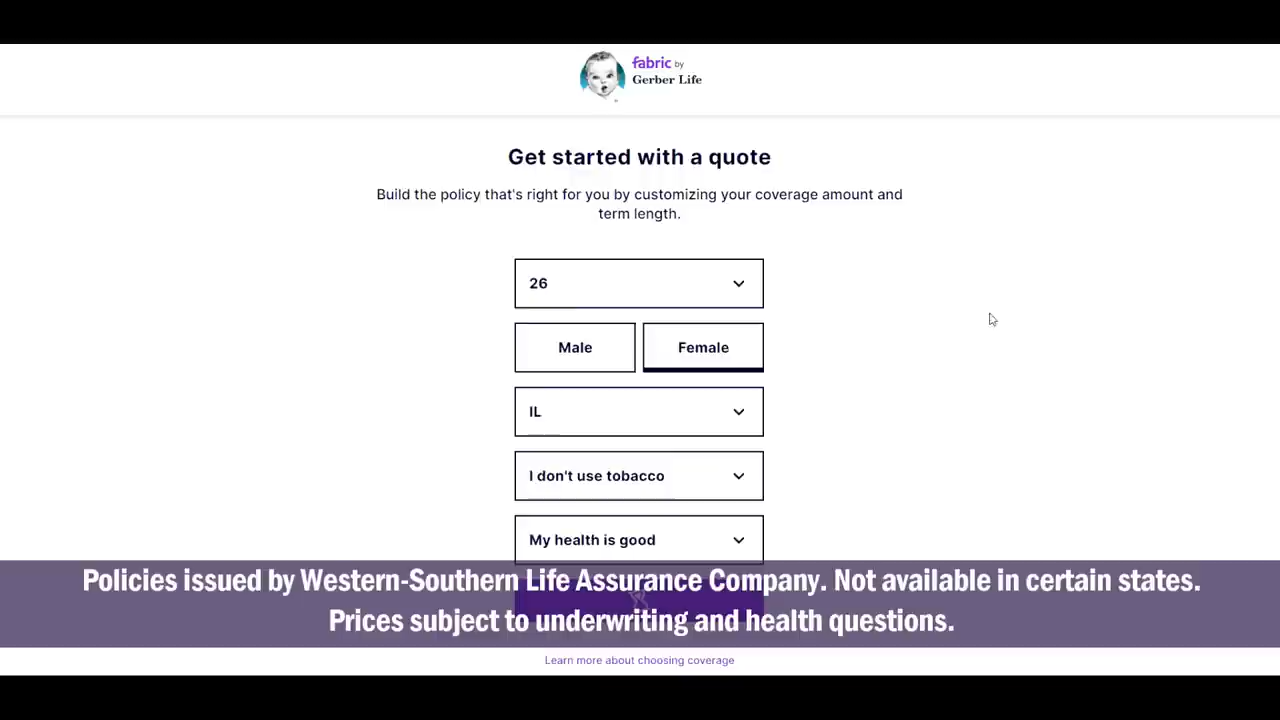 fabric by
Gerber Life
Get started with a quote
Build the policy that's right for you by customizing your coverage amount and
term length.
26
Male Female
IL
I don't use tobacco
My health is good
Policies issued by Western-Southern Life Assurance Company. Not available in certain states.
Prices subject to underwriting and health questions.
Learn more about choosing coverage